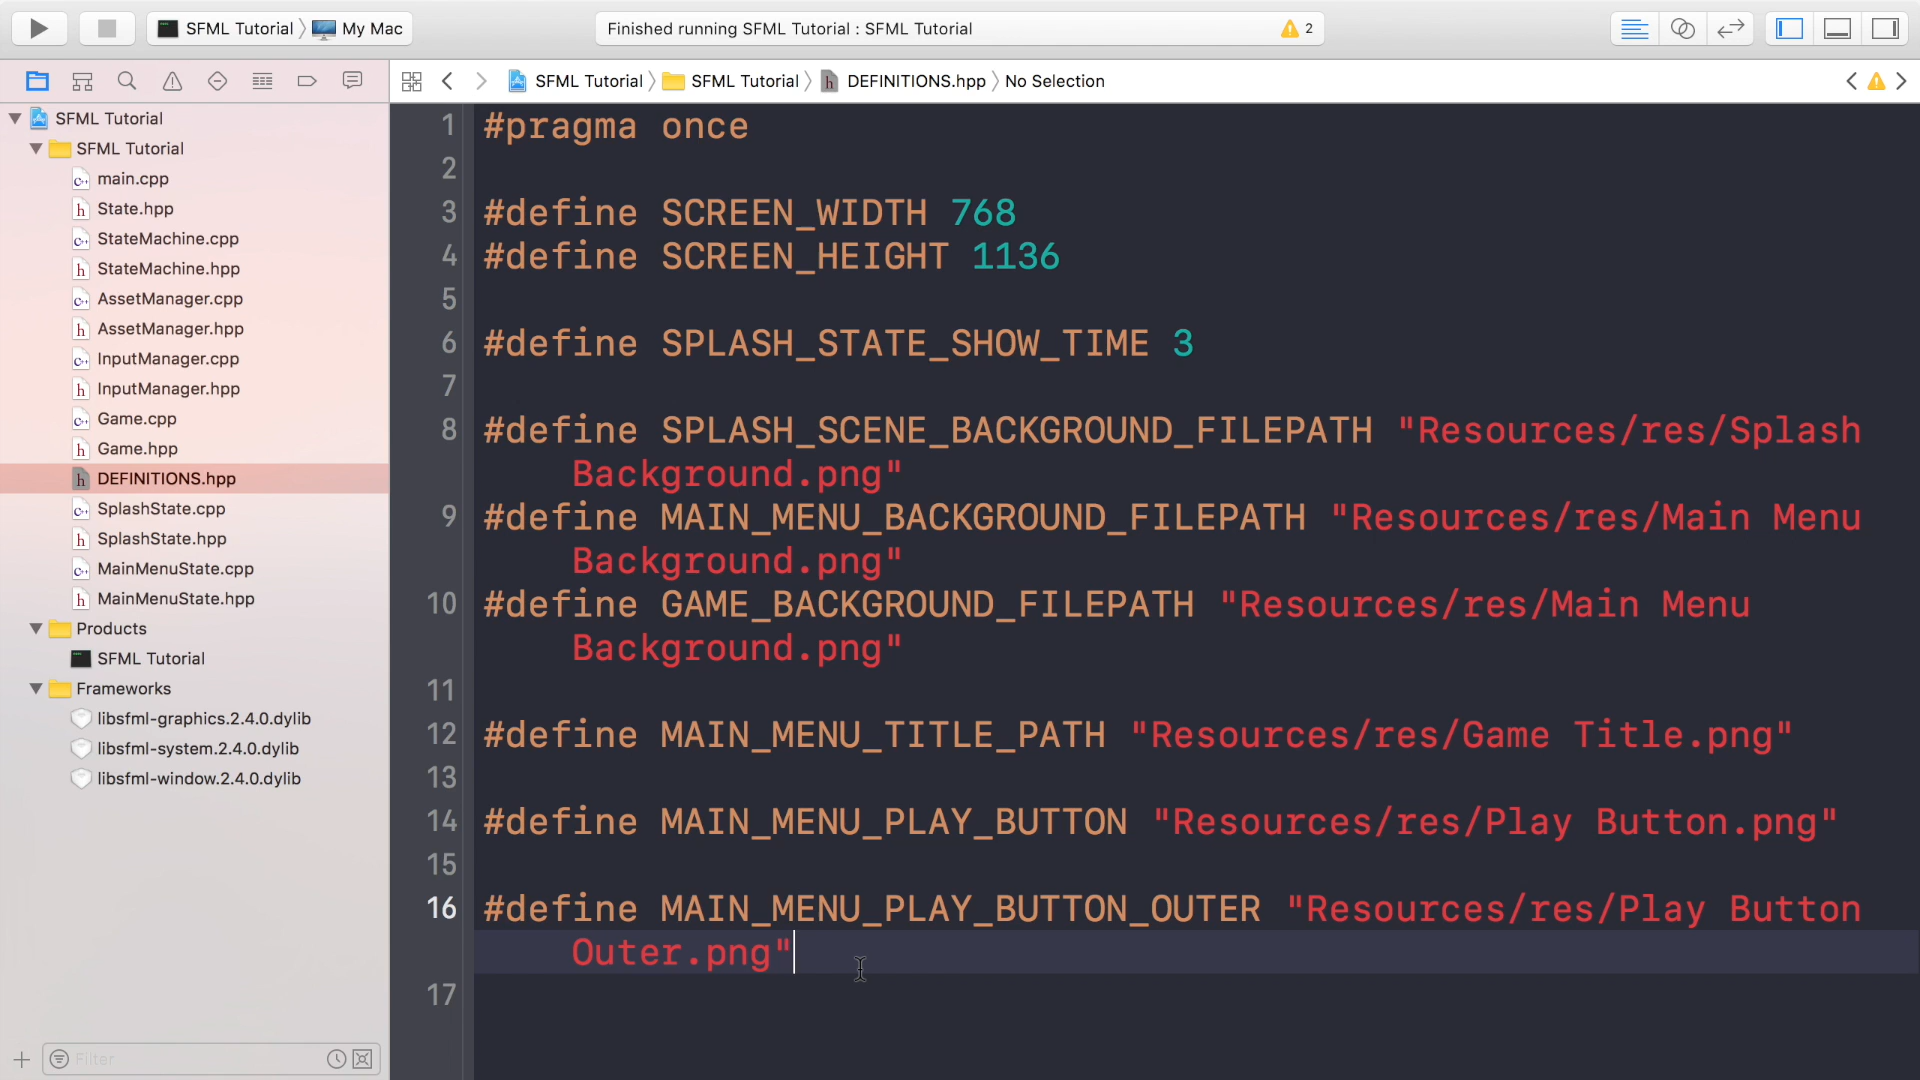 SFML Tutorial
My Mac
Finished running SFML Tutorial : SFML Tutorial
2
SFML Tutorial
SFML Tutorial
h DEFINITIONS.hpp
No Selection
SFML Tutorial
SFML Tutorial
C++ main.cpp
h State.hpp
C++ StateMachine.cpp
h StateMachine.hpp
C++ AssetManager.cpp
h AssetManager.hpp
C++ InputManager.cpp
h InputManager.hpp
C++ Game.cpp
h Game.hpp
h DEFINITIONS.hpp
C++ SplashState.cpp
h SplashState.hpp
C++ MainMenuState.cpp
h MainMenuState.hpp
Products
SFML Tutorial
Frameworks
libsfml-graphics.2.4.0.dylib
libsfml-system.2.4.0.dylib
libsfml-window.2.4.0.dylib
Filter
1 #pragma once
2
3 #define SCREEN_WIDTH 768
4 #define SCREEN_HEIGHT 1136
5
6 #define SPLASH_STATE_SHOW_TIME 3
7
8 #define SPLASH_SCENE_BACKGROUND_FILEPATH "Resources/res/Splash
Background.png"
9 #define MAIN_MENU_BACKGROUND_FILEPATH "Resources/res/Main Menu
Background.png"
10 #define GAME_BACKGROUND_FILEPATH "Resources/res/Main Menu
Background.png"
11
12 #define MAIN_MENU_TITLE_PATH "Resources/res/Game Title.png"
13
14 #define MAIN_MENU_PLAY_BUTTON "Resources/res/Play Button.png"
15
16 #define MAIN_MENU_PLAY_BUTTON_OUTER "Resources/res/Play Button
Outer.png"
17